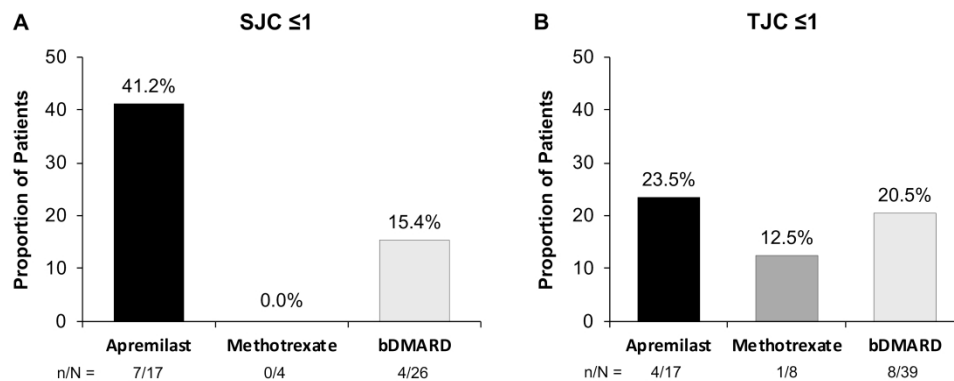 A
SJC ≤1
Proportion of Patients
50
40
30
20
10
0
41.2%
0.0%
15.4%
Apremilast Methotrexate bDMARD
n/N = 7/17 0/4 4/26
B
TJC ≤1
Proportion of Patients
50
40
30
20
10
0
23.5%
12.5%
20.5%
Apremilast Methotrexate bDMARD
n/N = 4/17 1/8 8/39